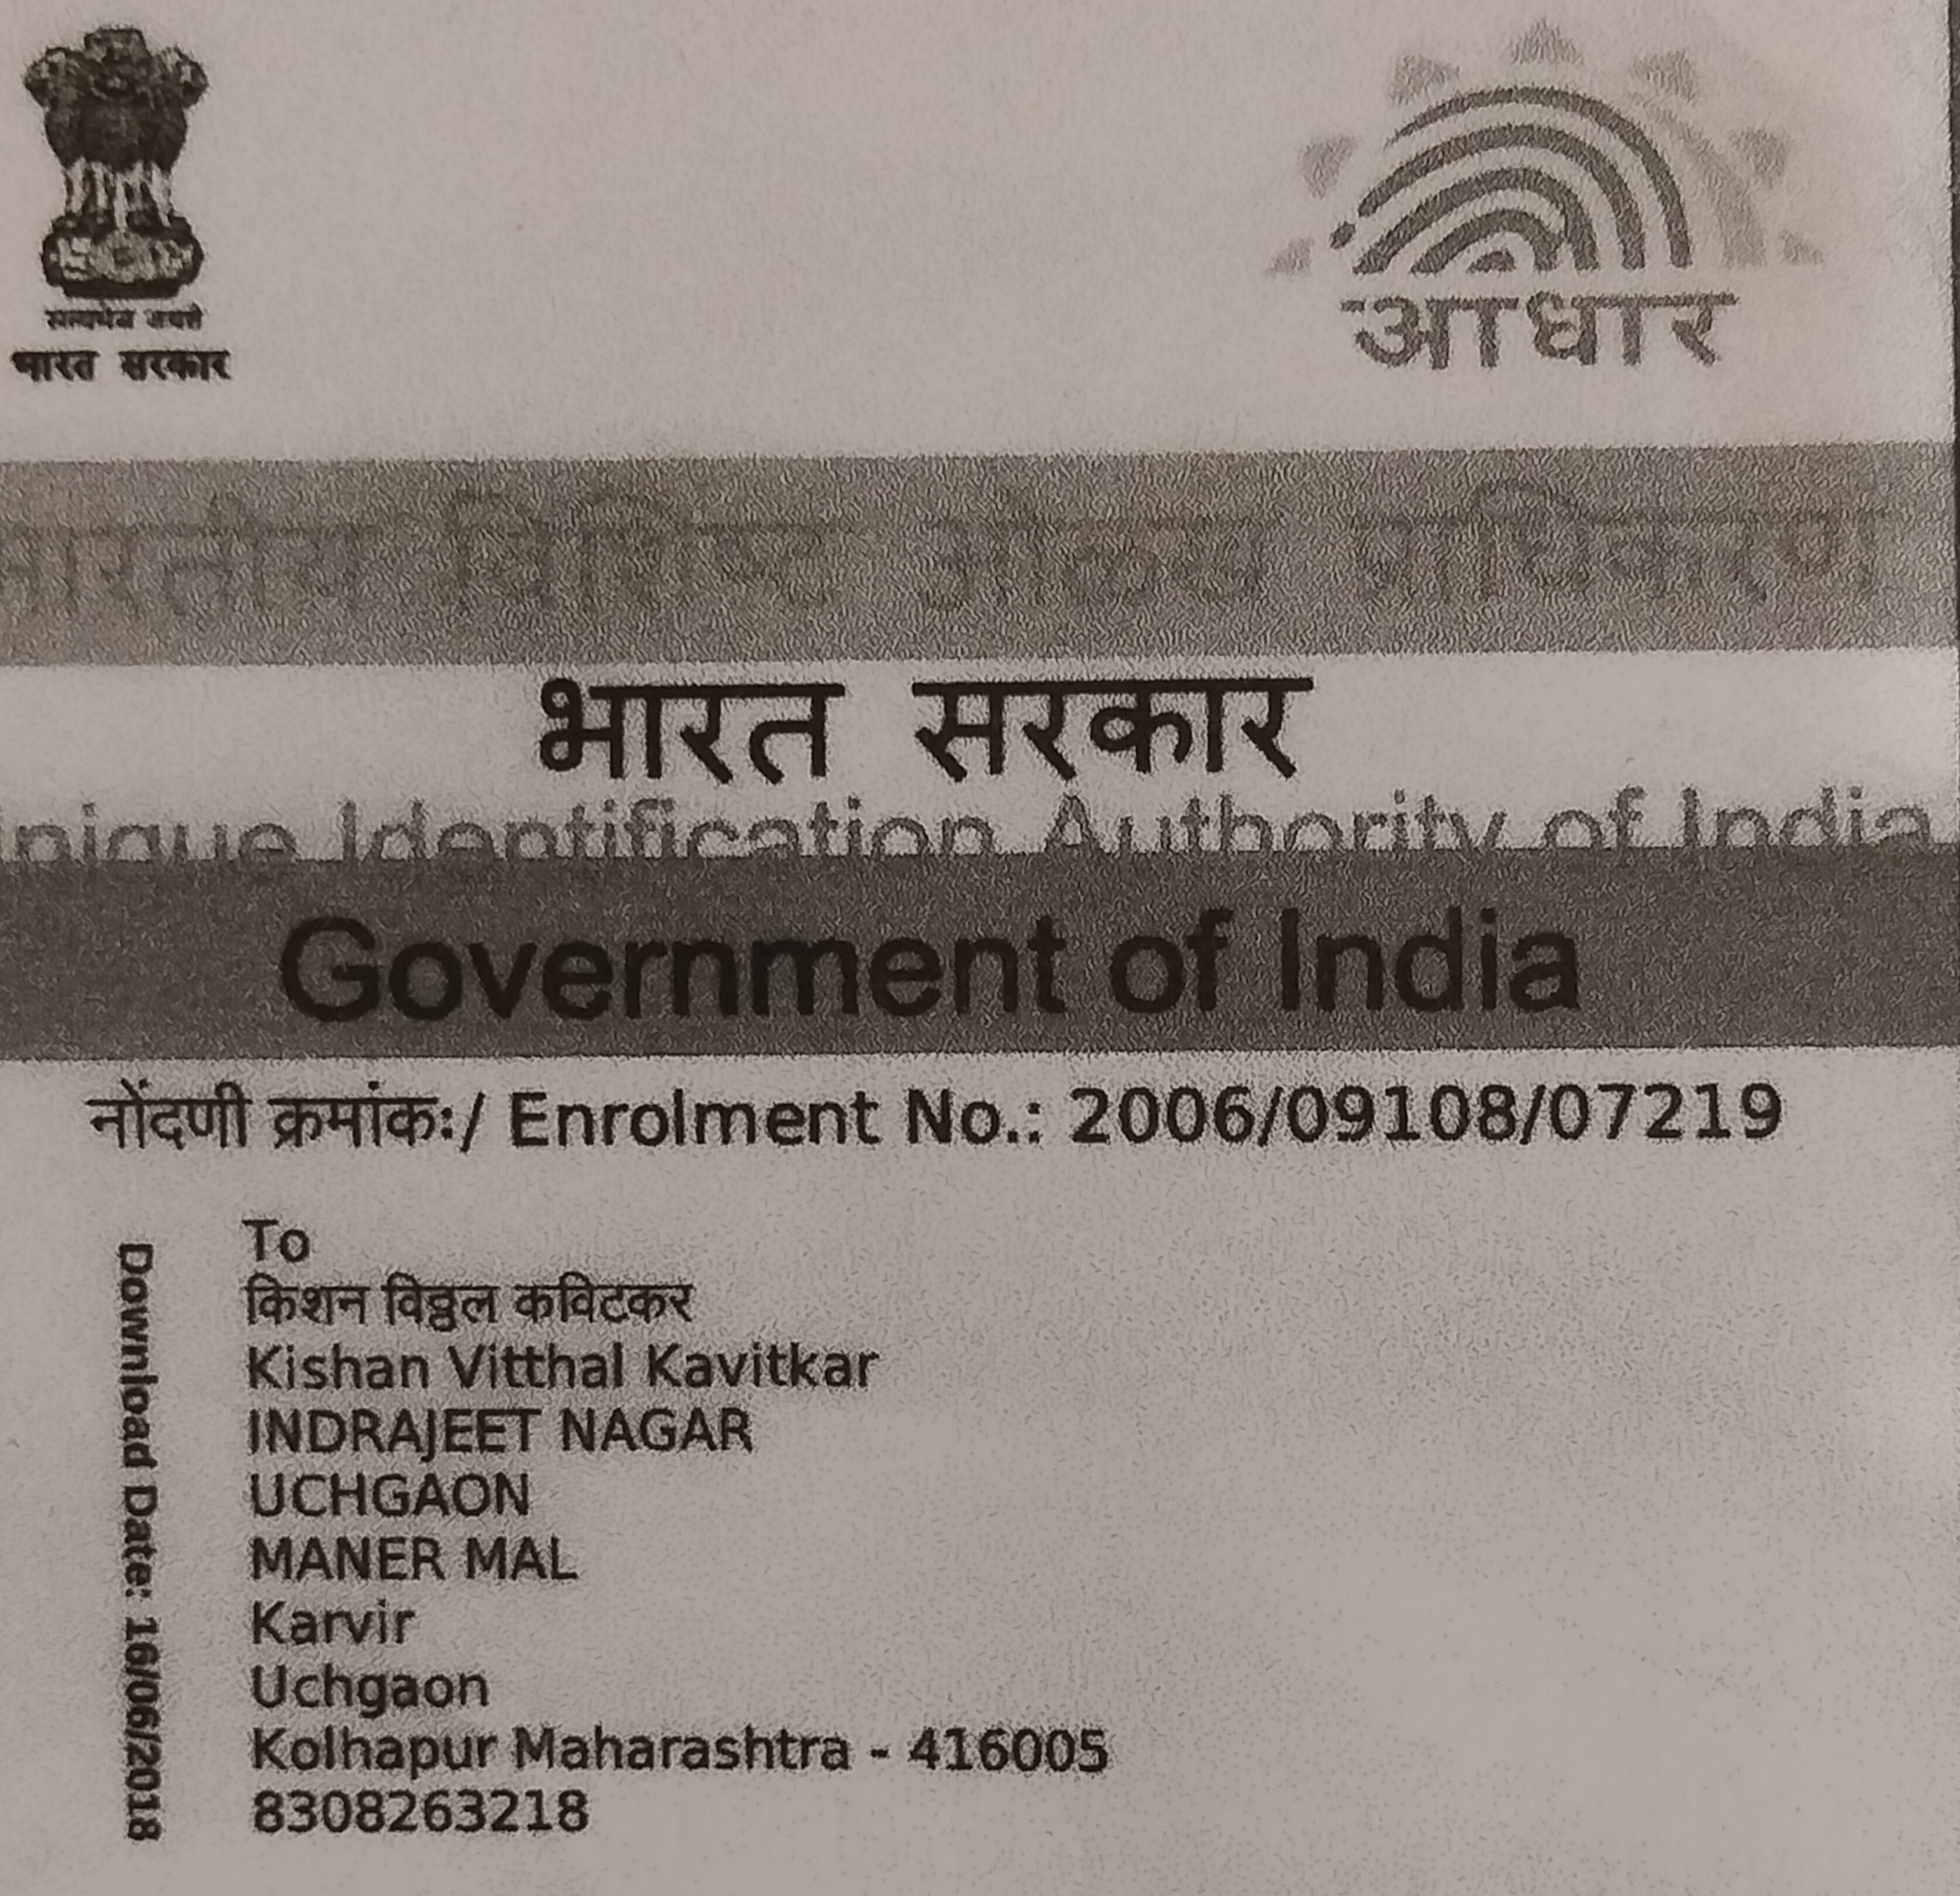 सत्यमेव जयते
भारत सरकार
आधार
भारतीय विशिष्ट ओळख प्राधिकरण
भारत सरकार
nique Identification Authority of India
Government of India
नोंदणी क्रमांकः/ Enrolment No.: 2006/09108/07219
Download Date: 16/06/2018
To
किशन विठ्ठल कविटकर
Kishan Vitthal Kavitkar
INDRAJEET NAGAR
UCHGAON
MANER MAL
Karvir
Uchgaon
Kolhapur Maharashtra - 416005
8308263218